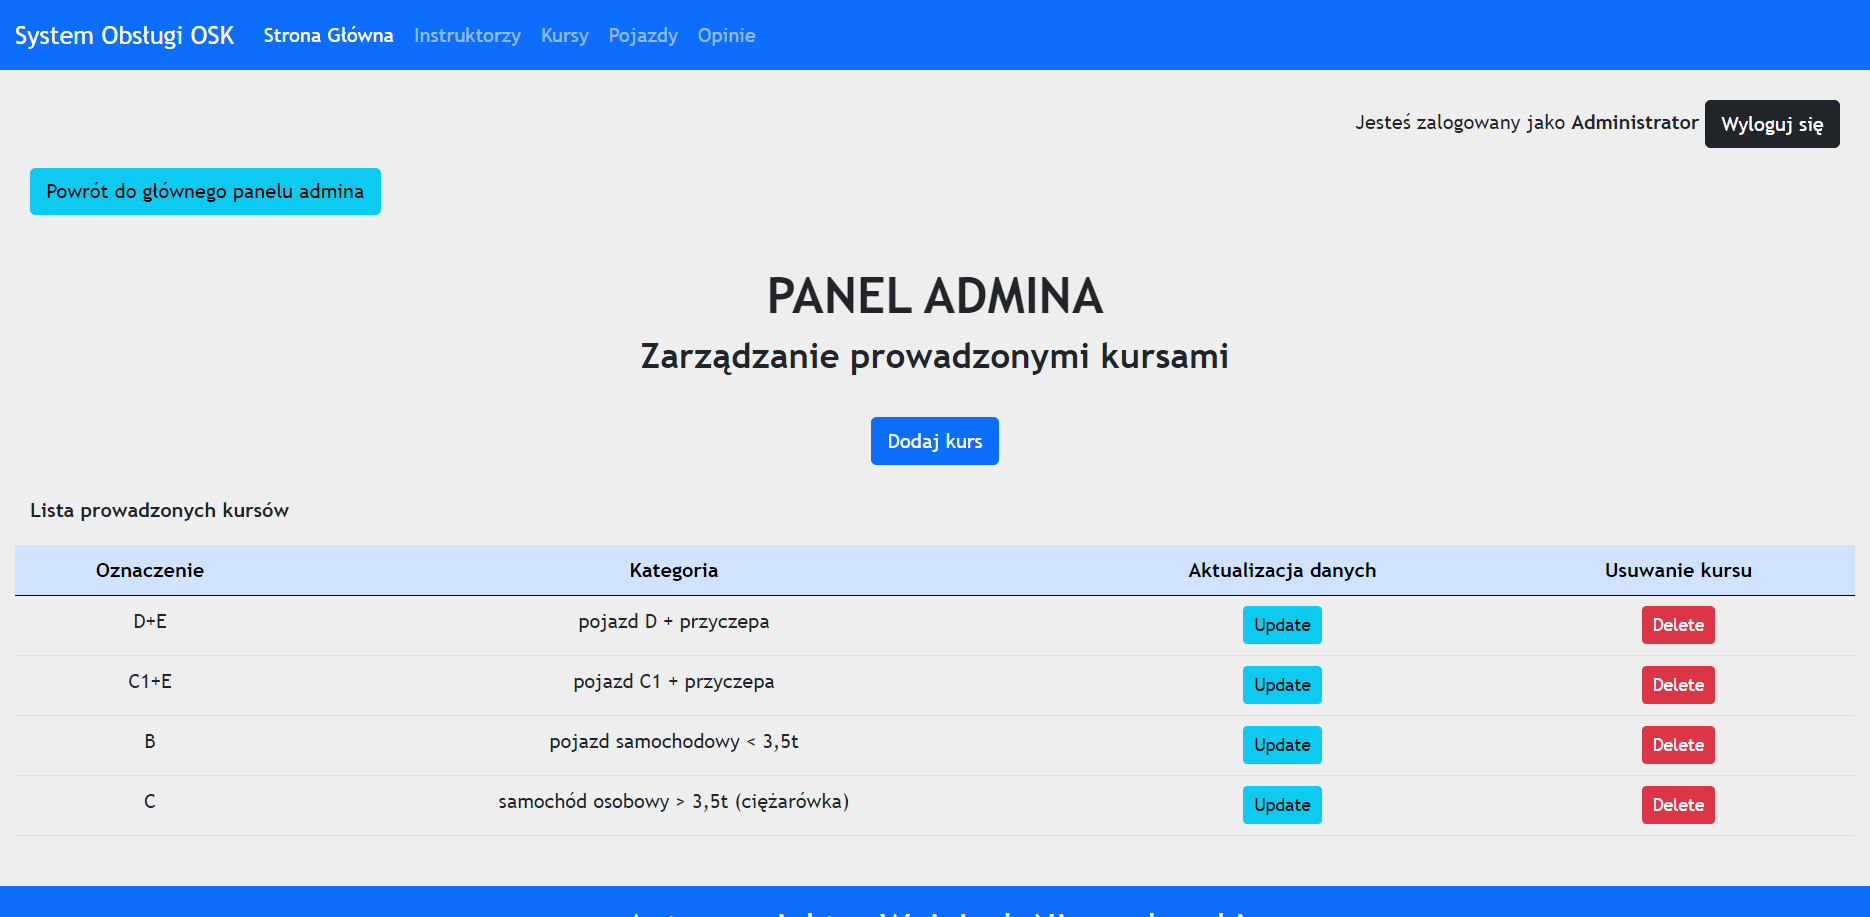 System Obsługi OSK Strona Główna Instruktorzy Kursy Pojazdy Opinie
Jesteś zalogowany jako Administrator Wyloguj się
Powrót do głównego panelu admina
PANEL ADMINA
Zarządzanie prowadzonymi kursami
Dodaj kurs
Lista prowadzonych kursów
Oznaczenie Kategoria Aktualizacja danych Usuwanie kursu
D+E pojazd D + przyczepa Update Delete
C1+E pojazd C1 + przyczepa Update Delete
B pojazd samochodowy < 3,5t Update Delete
C samochód osobowy > 3,5t (ciężarówka) Update Delete